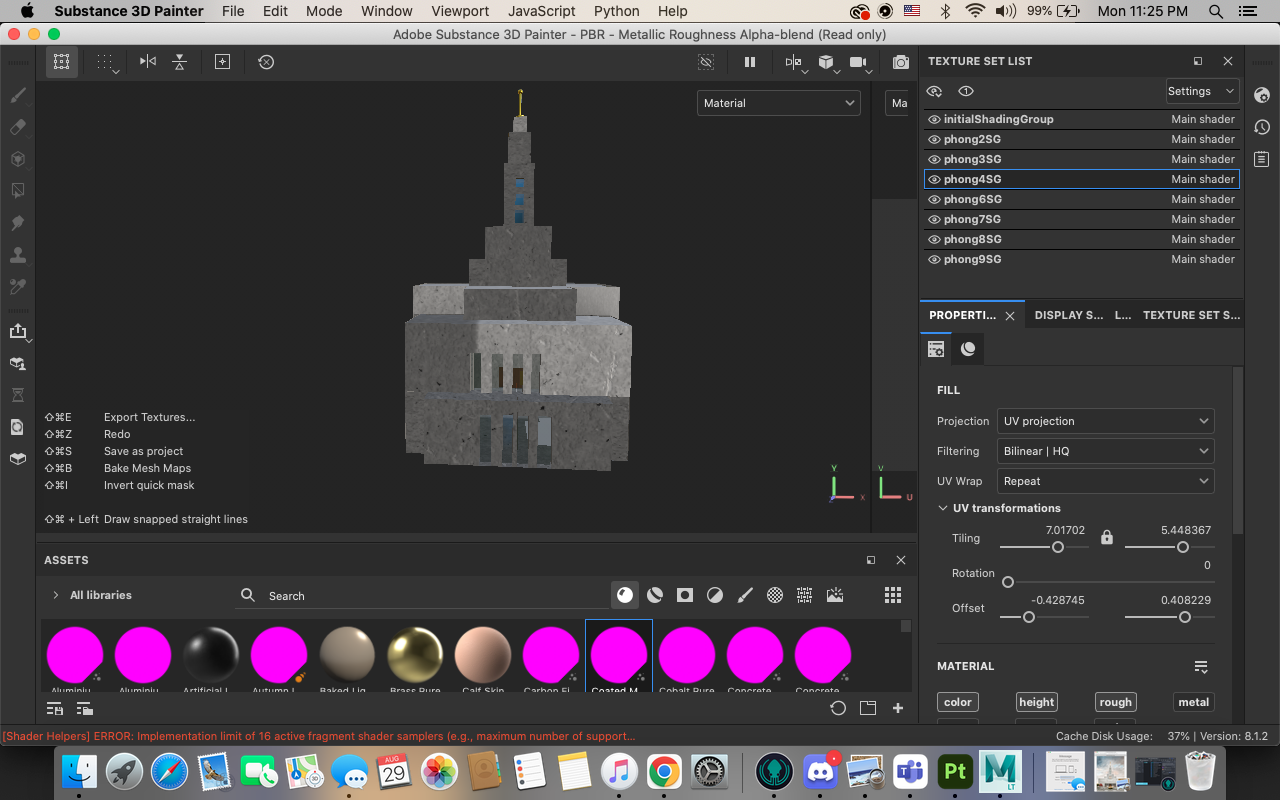 Substance 3D Painter File Edit Mode Window Viewport JavaScript Python Help 99% Mon 11:25 PM
Adobe Substance 3D Painter - PBR - Metallic Roughness Alpha-blend (Read only)
TEXTURE SET LIST
Settings
Material
Ma
initialShadingGroup Main shader
phong2SG Main shader
phong3SG Main shader
phong4SG Main shader
phong6SG Main shader
phong7SG Main shader
phong8SG Main shader
phong9SG Main shader
PROPERTI... DISPLAY S... L... TEXTURE SET S...
FILL
Projection UV projection
Filtering Bilinear | HQ
UV Wrap Repeat
UV transformations
Tiling 7.01702 5.448367
Rotation 0
Offset -0.428745 0.408229
MATERIAL
color height rough metal
⇧⌘E Export Textures...
⇧⌘Z Redo
⇧⌘S Save as project
⇧⌘B Bake Mesh Maps
⇧⌘I Invert quick mask
⇧⌘ + Left Draw snapped straight lines
Y
X
Z
V
U
ASSETS
All libraries
Search
Aluminiu... Aluminiu... Artificial L... Autumn L... Baked Lig... Brass Pure Calf Skin Carbon Fi... Coated M... Cobalt Pure Concrete... Concrete...
[Shader Helpers] ERROR: Implementation limit of 16 active fragment shader samplers (e.g., maximum number of support...
Cache Disk Usage: 37% | Version: 8.1.2
AUG
29
Pt
M
LT